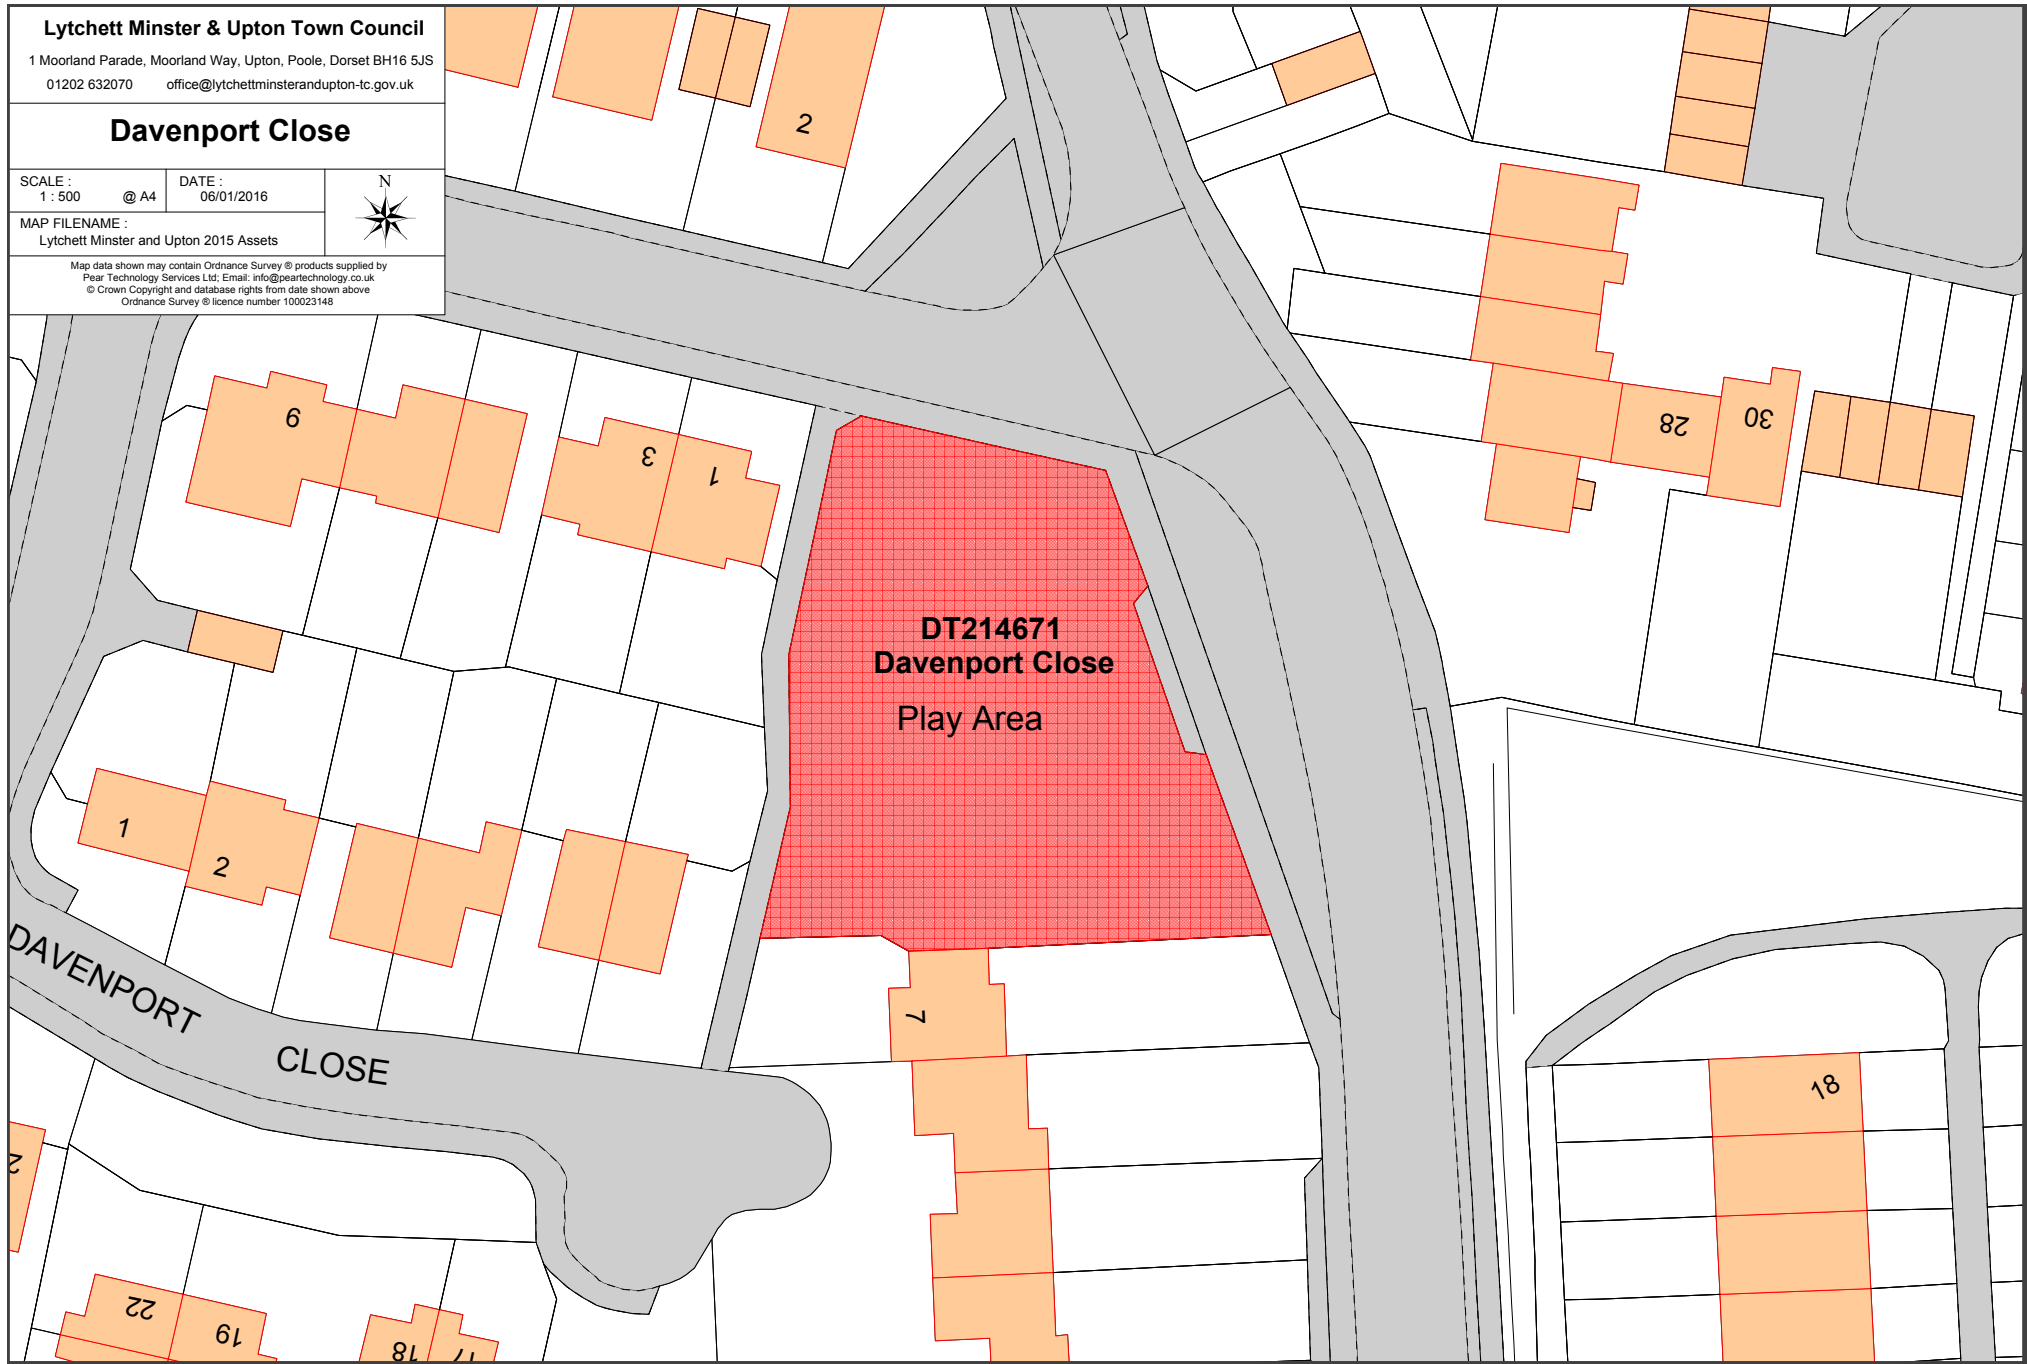 Lytchett Minster & Upton Town Council
1 Moorland Parade, Moorland Way, Upton, Poole, Dorset BH16 5JS
01202 632070 office@lytchettminsterandupton-tc.gov.uk
Davenport Close
SCALE :
1 : 500 @ A4
DATE :
06/01/2016
N
MAP FILENAME :
Lytchett Minster and Upton 2015 Assets
Map data shown may contain Ordnance Survey ® products supplied by
Pear Technology Services Ltd; Email: info@peartechnology.co.uk
© Crown Copyright and database rights from date shown above
Ordnance Survey ® licence number 100023148
2
9
3
1
28
30
DT214671
Davenport Close
Play Area
1
2
DAVENPORT
CLOSE
7
18
22
19
18
17